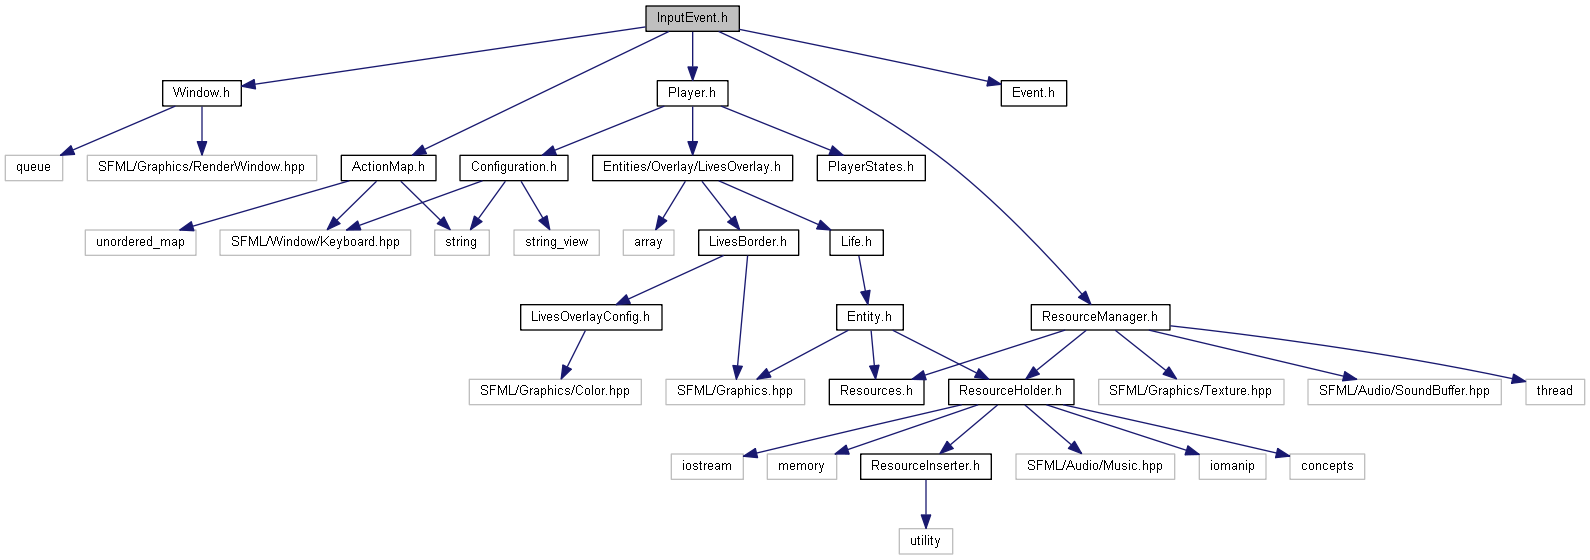 InputEvent.h
Window.h
Player.h
Event.h
queue
SFML/Graphics/RenderWindow.hpp
ActionMap.h
Configuration.h
Entities/Overlay/LivesOverlay.h
PlayerStates.h
unordered_map
SFML/Window/Keyboard.hpp
string
string_view
array
LivesBorder.h
Life.h
LivesOverlayConfig.h
Entity.h
ResourceManager.h
SFML/Graphics/Color.hpp
SFML/Graphics.hpp
Resources.h
ResourceHolder.h
SFML/Graphics/Texture.hpp
SFML/Audio/SoundBuffer.hpp
thread
iostream
memory
ResourceInserter.h
SFML/Audio/Music.hpp
iomanip
concepts
utility